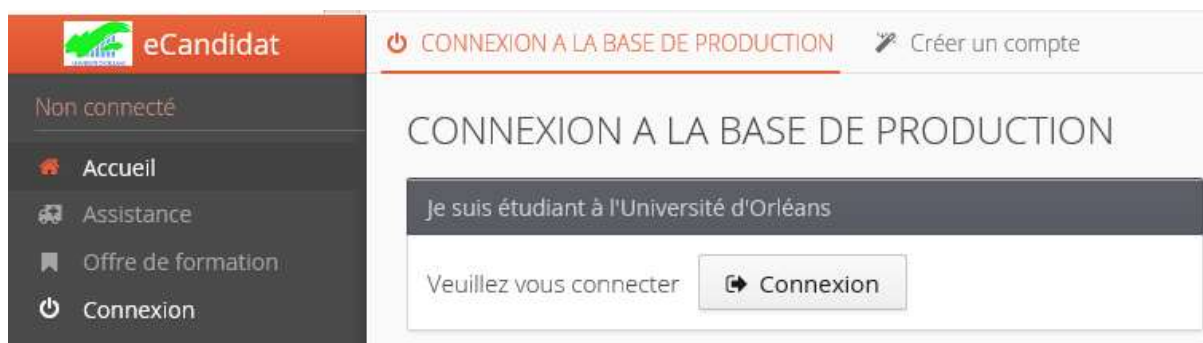 eCandidat
Non connecté
Accueil
Assistance
Offre de formation
Connexion
CONNEXION A LA BASE DE PRODUCTION
Créer un compte
CONNEXION A LA BASE DE PRODUCTION
Je suis étudiant à l'Université d'Orléans
Veuillez vous connecter Connexion